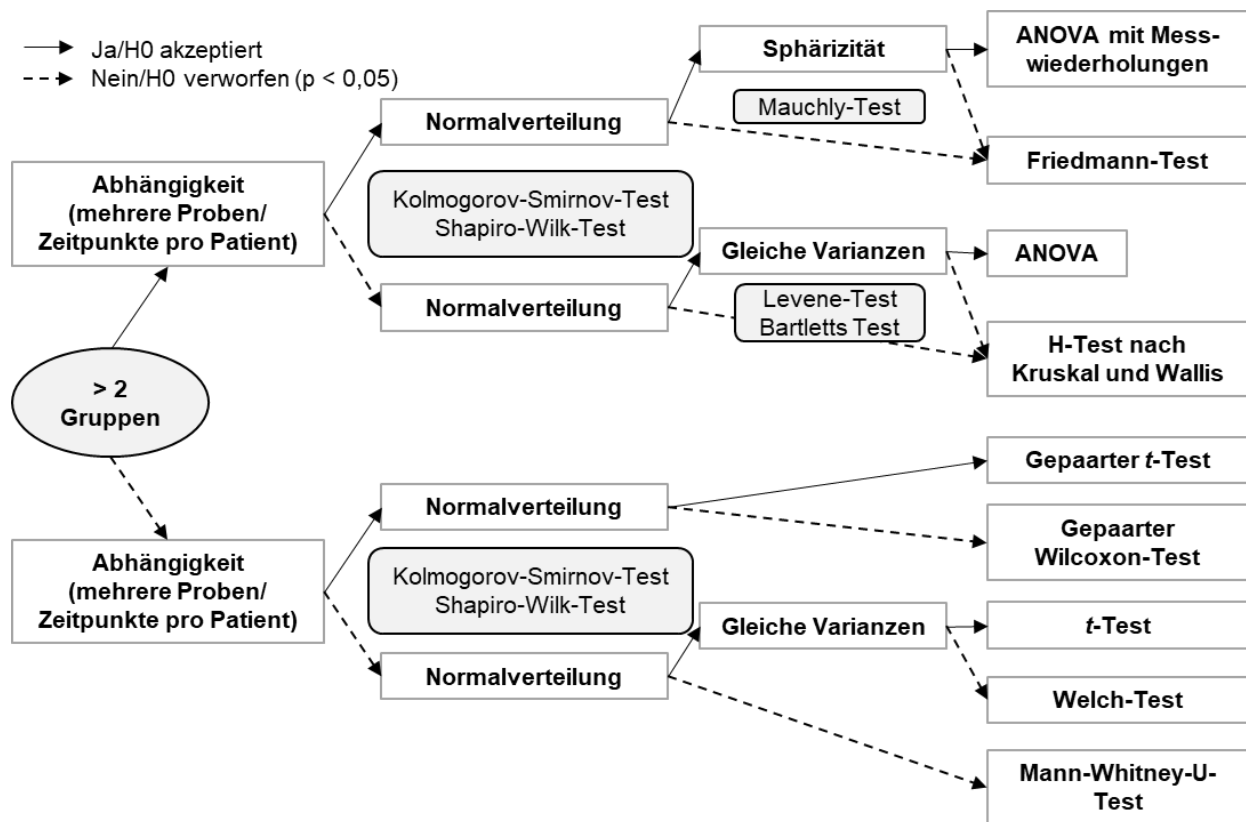 Ja/H0 akzeptiert
Nein/H0 verworfen (p < 0,05)
> 2
Gruppen
Abhängigkeit
(mehrere Proben/
Zeitpunkte pro Patient)
Normalverteilung
Kolmogorov-Smirnov-Test
Shapiro-Wilk-Test
Normalverteilung
Sphärizität
Mauchly-Test
Gleiche Varianzen
Levene-Test
Bartletts Test
ANOVA mit Mess-
wiederholungen
Friedmann-Test
ANOVA
H-Test nach
Kruskal und Wallis
Abhängigkeit
(mehrere Proben/
Zeitpunkte pro Patient)
Normalverteilung
Kolmogorov-Smirnov-Test
Shapiro-Wilk-Test
Normalverteilung
Gleiche Varianzen
Gepaarter t-Test
Gepaarter
Wilcoxon-Test
t-Test
Welch-Test
Mann-Whitney-U-
Test